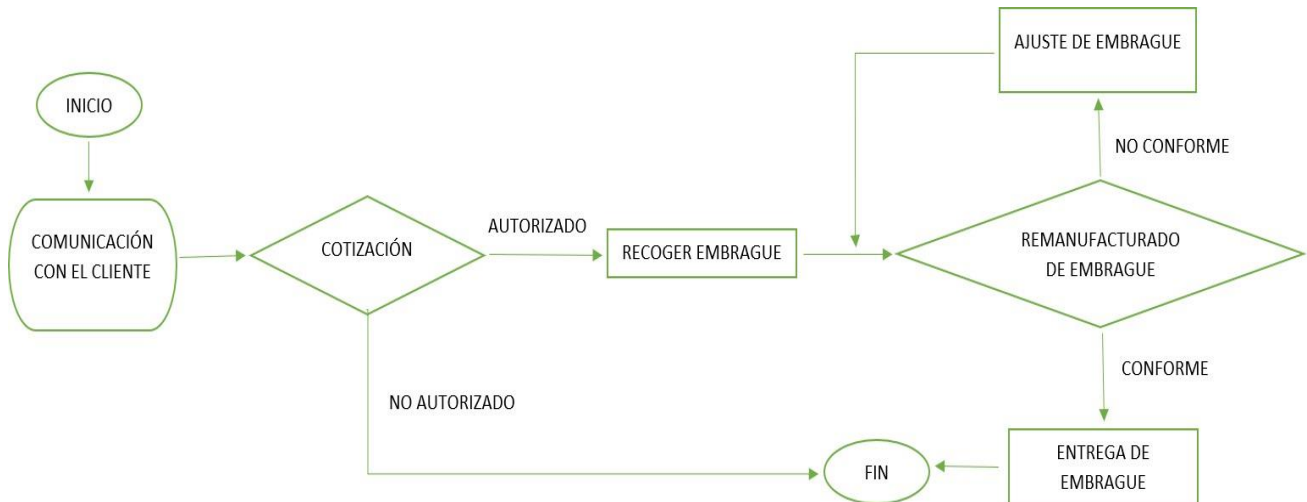 INICIO
COMUNICACIÓN
CON EL CLIENTE
COTIZACIÓN
AUTORIZADO
NO AUTORIZADO
RECOGER EMBRAGUE
REMANUFACTURADO
DE EMBRAGUE
NO CONFORME
AJUSTE DE EMBRAGUE
CONFORME
ENTREGA DE
EMBRAGUE
FIN